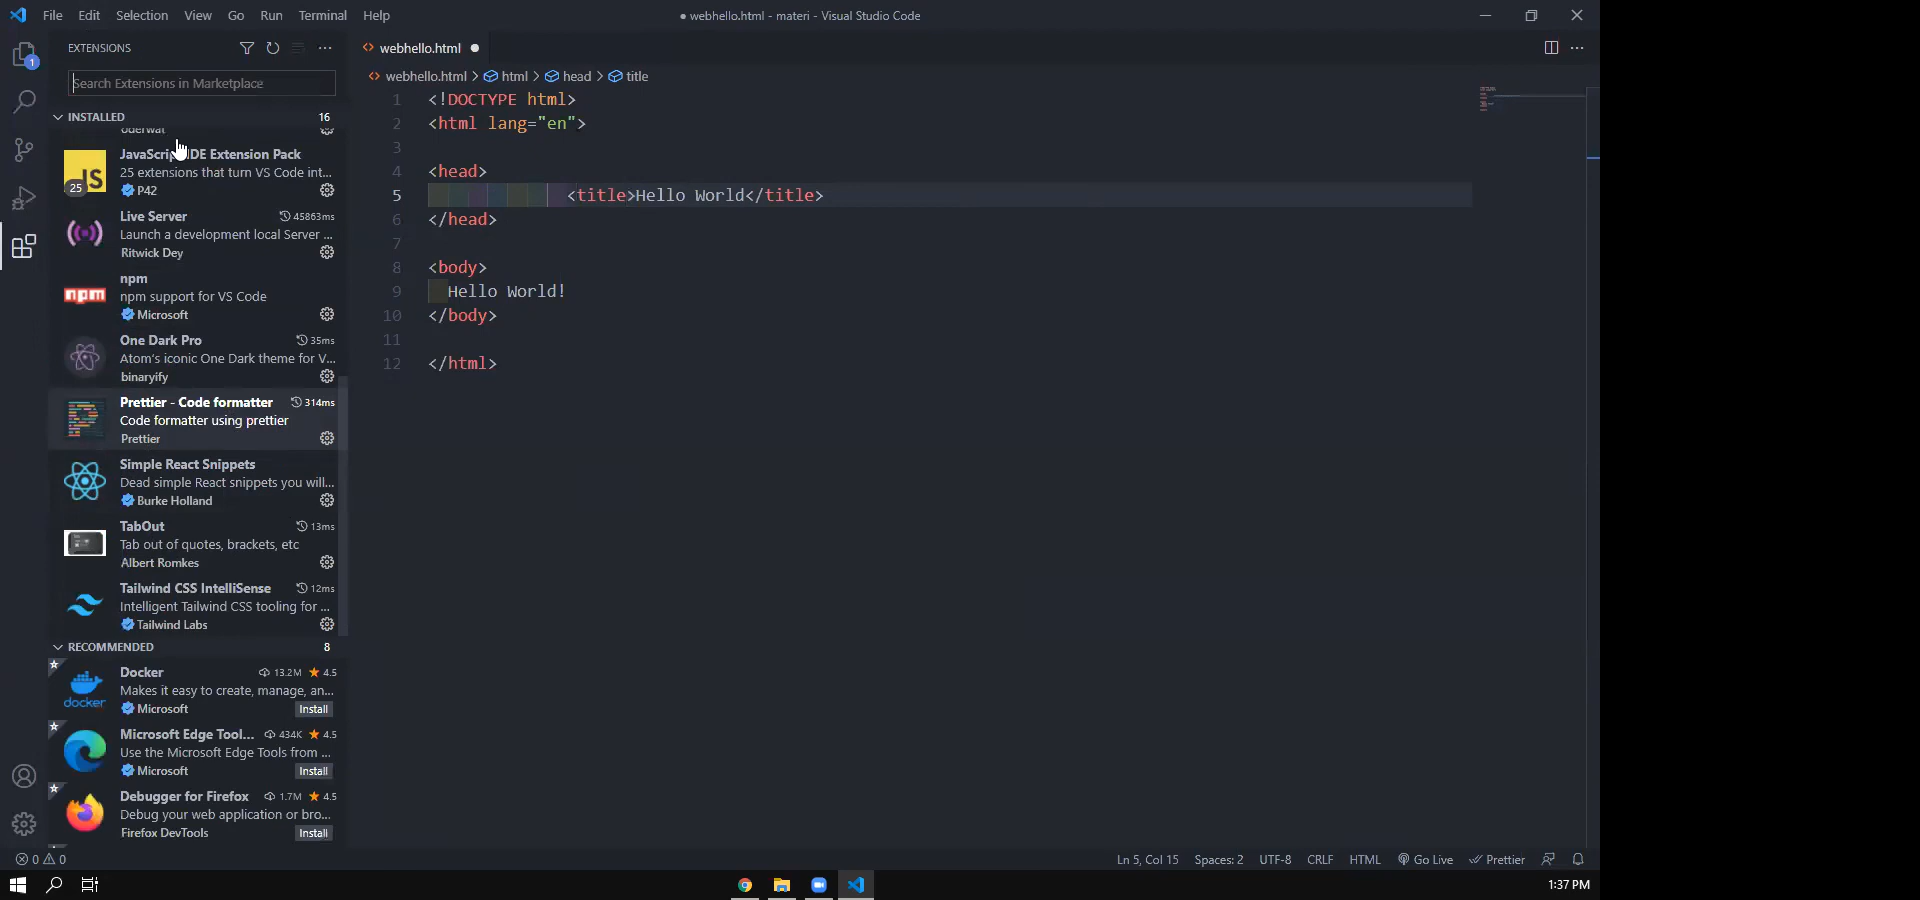 File Edit Selection View Go Run Terminal Help
● webhello.html - materi - Visual Studio Code
EXTENSIONS
webhello.html
Search Extensions in Marketplace
webhello.html > html > head > title
INSTALLED 16
oderwat
JavaScript IDE Extension Pack
25 extensions that turn VS Code int...
JS
25
P42
Live Server 45863ms
Launch a development local Server ...
Ritwick Dey
npm
npm support for VS Code
npm
Microsoft
One Dark Pro 35ms
Atom's iconic One Dark theme for V...
binaryify
Prettier - Code formatter 314ms
Code formatter using prettier
Prettier
Simple React Snippets
Dead simple React snippets you will...
Burke Holland
TabOut 13ms
Tab out of quotes, brackets, etc
Albert Romkes
Tailwind CSS IntelliSense 12ms
Intelligent Tailwind CSS tooling for ...
Tailwind Labs
RECOMMENDED 8
Docker 13.2M 4.5
Makes it easy to create, manage, an...
docker
Microsoft Install
Microsoft Edge Tool... 434K 4.5
Use the Microsoft Edge Tools from ...
Microsoft Install
Debugger for Firefox 1.7M 4.5
Debug your web application or bro...
Firefox DevTools Install
1 <!DOCTYPE html>
2 <html lang="en">
3
4 <head>
5 <title>Hello World</title>
6 </head>
7
8 <body>
9 Hello World!
10 </body>
11
12 </html>
1
0 0
Ln 5, Col 15 Spaces: 2 UTF-8 CRLF HTML Go Live Prettier
1:37 PM